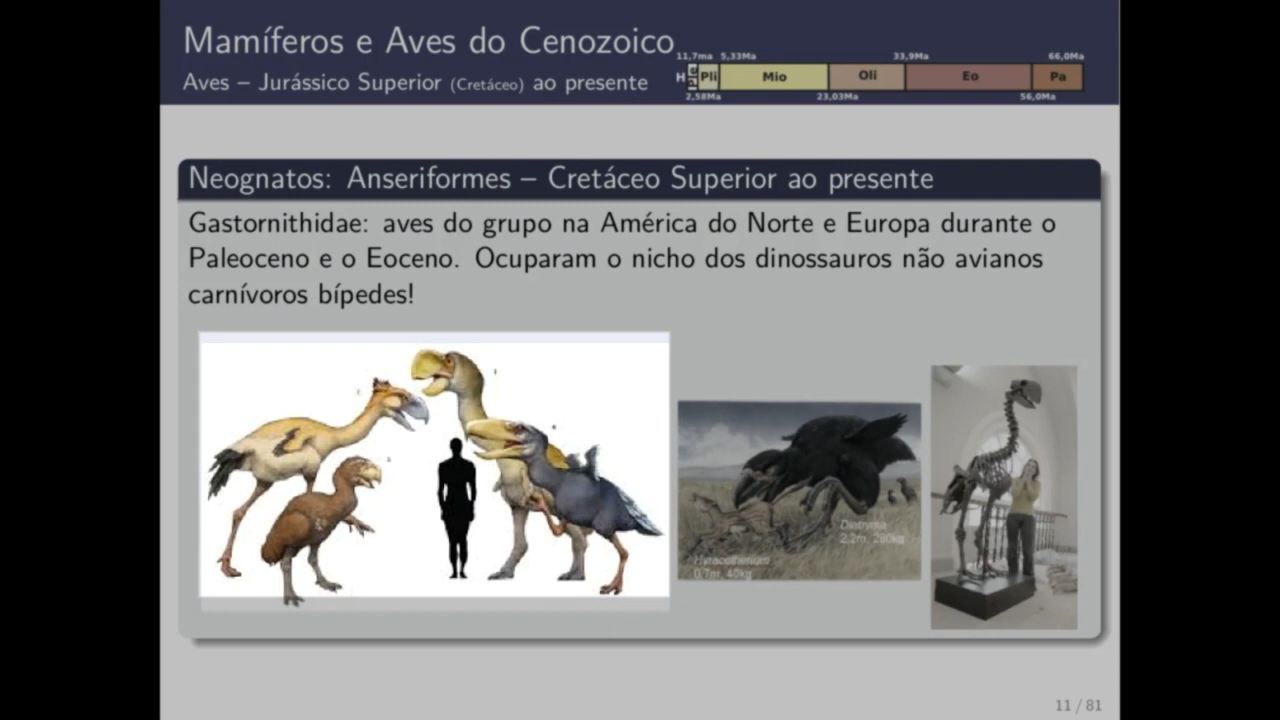 Mamíferos e Aves do Cenozoico
Aves – Jurássico Superior (Cretáceo) ao presente
11,7ma 5,33Ma 33,9Ma 66,0Ma
H Ple Pli Mio Oli Eo Pa
2,58Ma 23,03Ma 56,0Ma
Neognatos: Anseriformes – Cretáceo Superior ao presente
Gastornithidae: aves do grupo na América do Norte e Europa durante o
Paleoceno e o Eoceno. Ocuparam o nicho dos dinossauros não avianos
carnívoros bípedes!
Diatryma
2.2m, 280kg
Hyracotherium
0.7m, 40kg
11 / 81